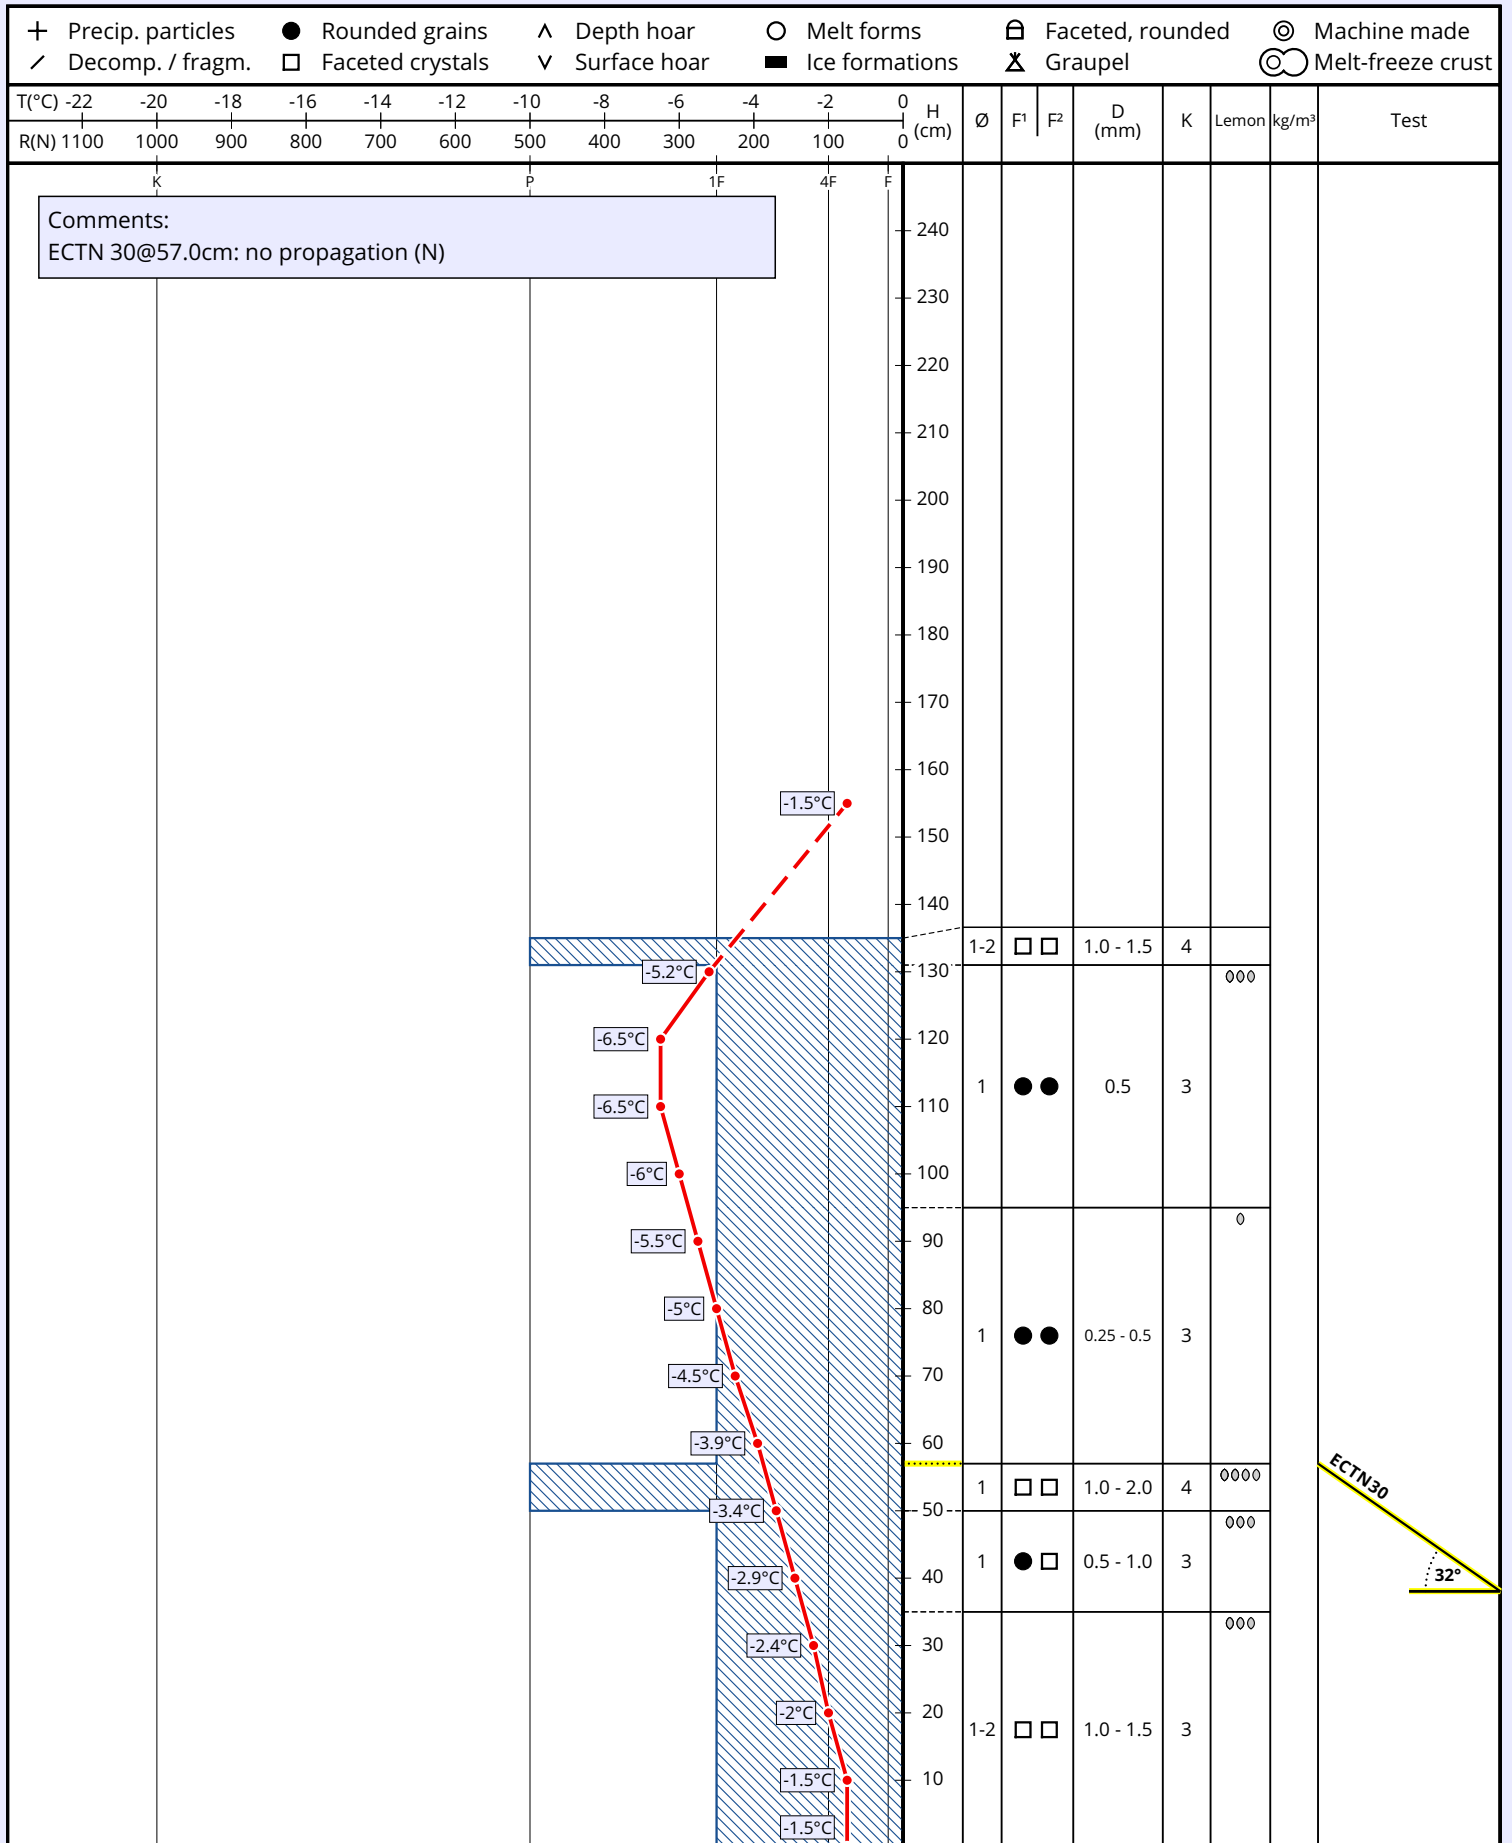 Precip. particles Rounded grains Depth hoar Melt forms Faceted, rounded Machine made
Decomp. / fragm. Faceted crystals Surface hoar Ice formations Graupel Melt-freeze crust
T(°C) -22 -20 -18 -16 -14 -12 -10 -8 -6 -4 -2 0
R(N) 1100 1000 900 800 700 600 500 400 300 200 100 0
H (cm) Ø F¹ F² D (mm) K Lemon kg/m³ Test
K P 1F 4F F
Comments:
ECTN 30@57.0cm: no propagation (N)
240
230
220
210
200
190
180
170
160
-1.5°C
150
140
1-2 1.0 - 1.5 4
-5.2°C 130
-6.5°C 120
1 0.5 3
-6.5°C 110
-6°C 100
-5.5°C 90
-5°C 80
1 0.25 - 0.5 3
-4.5°C 70
-3.9°C 60
ECTN30
1 1.0 - 2.0 4
-3.4°C 50
1 0.5 - 1.0 3
32°
-2.9°C 40
-2.4°C 30
-2°C 20
1-2 1.0 - 1.5 3
-1.5°C 10
-1.5°C